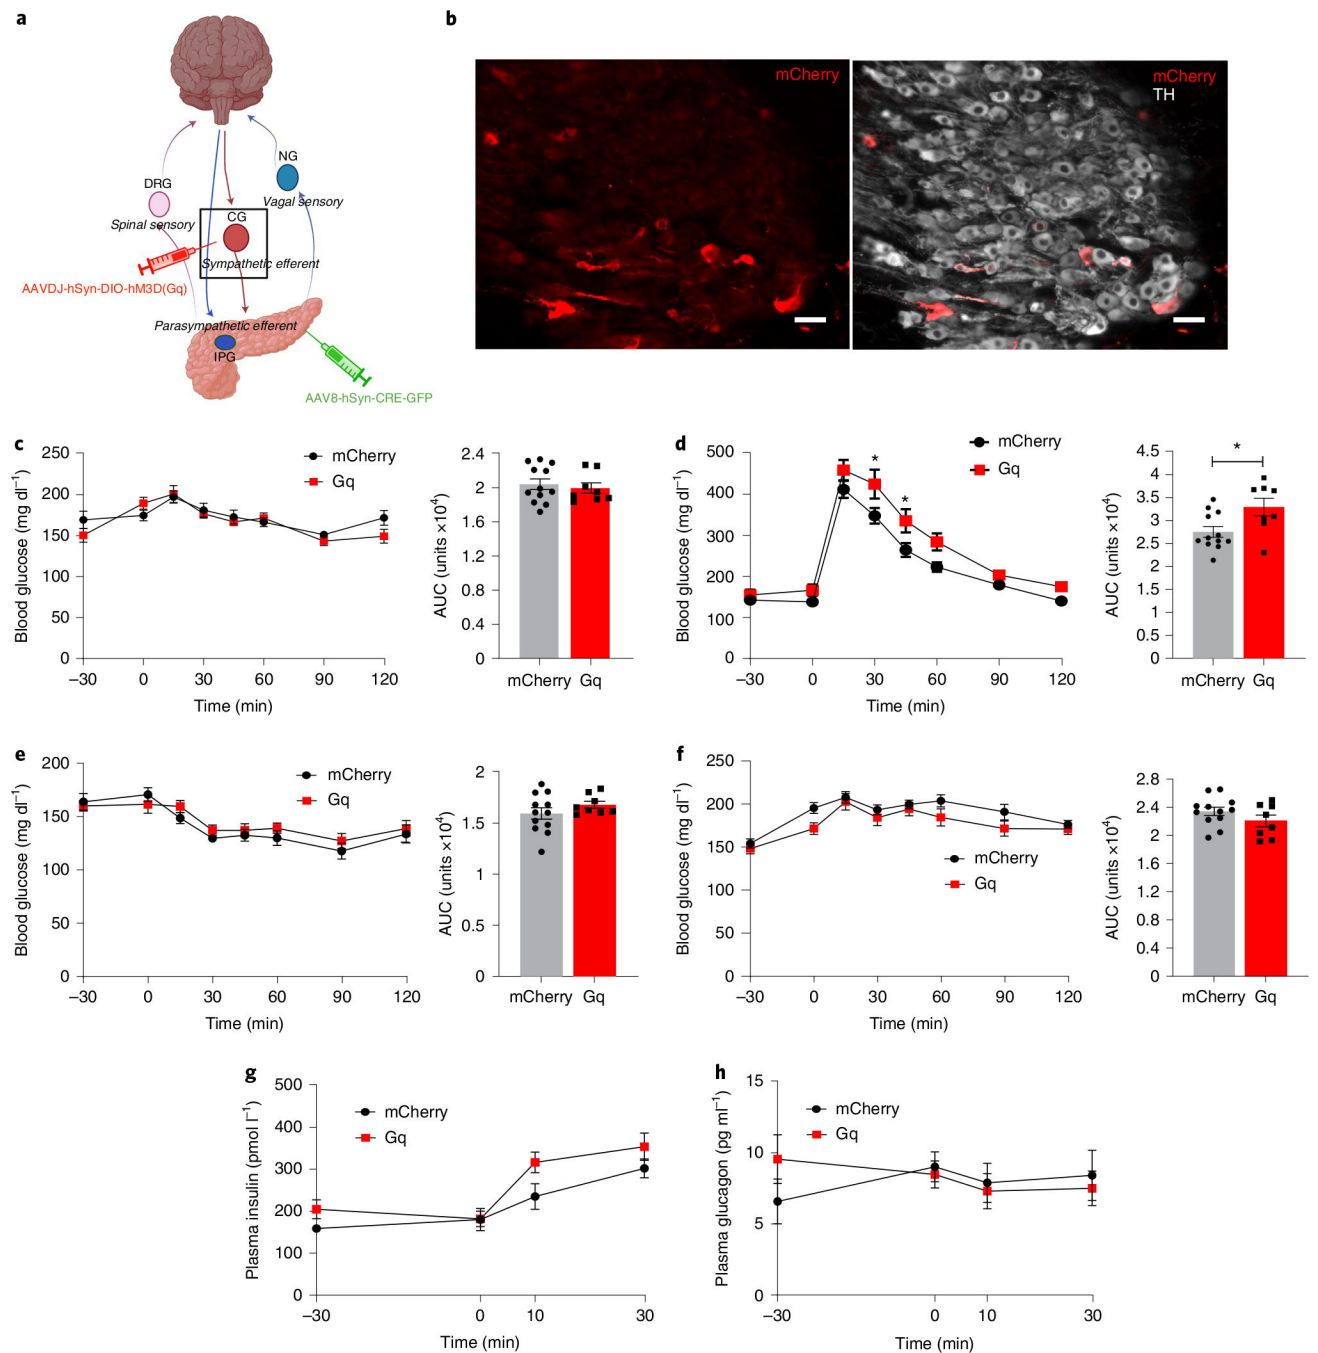 a
NG
DRG
Vagal sensory
Spinal sensory
CG
Sympathetic efferent
AAVDJ-hSyn-DIO-hM3D(Gq)
Parasympathetic efferent
IPG
AAV8-hSyn-CRE-GFP
b
mCherry
mCherry
TH
c
Blood glucose (mg dl–1)
250
200
150
100
50
0
–30
0
30
60
90
120
Time (min)
mCherry
Gq
AUC (units ×104)
2.4
2
1.6
1.2
0.8
0.4
0
mCherry
Gq
d
Blood glucose (mg dl–1)
500
400
300
200
100
0
–30
0
30
60
90
120
Time (min)
mCherry
Gq
*
*
AUC (units ×104)
4.5
4
3.5
3
2.5
2
1.5
1
0.5
0
*
mCherry
Gq
e
Blood glucose (mg dl–1)
200
150
100
50
0
–30
0
30
60
90
120
Time (min)
mCherry
Gq
AUC (units ×104)
2
1.5
1
0.5
0
mCherry
Gq
f
Blood glucose (mg dl–1)
250
200
150
100
50
0
–30
0
30
60
90
120
Time (min)
mCherry
Gq
AUC (units ×104)
2.8
2.4
2
1.6
1.2
0.8
0.4
0
mCherry
Gq
g
Plasma insulin (pmol l–1)
500
400
300
200
100
0
–30
0
10
30
Time (min)
mCherry
Gq
h
Plasma glucagon (pg ml–1)
15
10
5
0
–30
0
10
30
Time (min)
mCherry
Gq